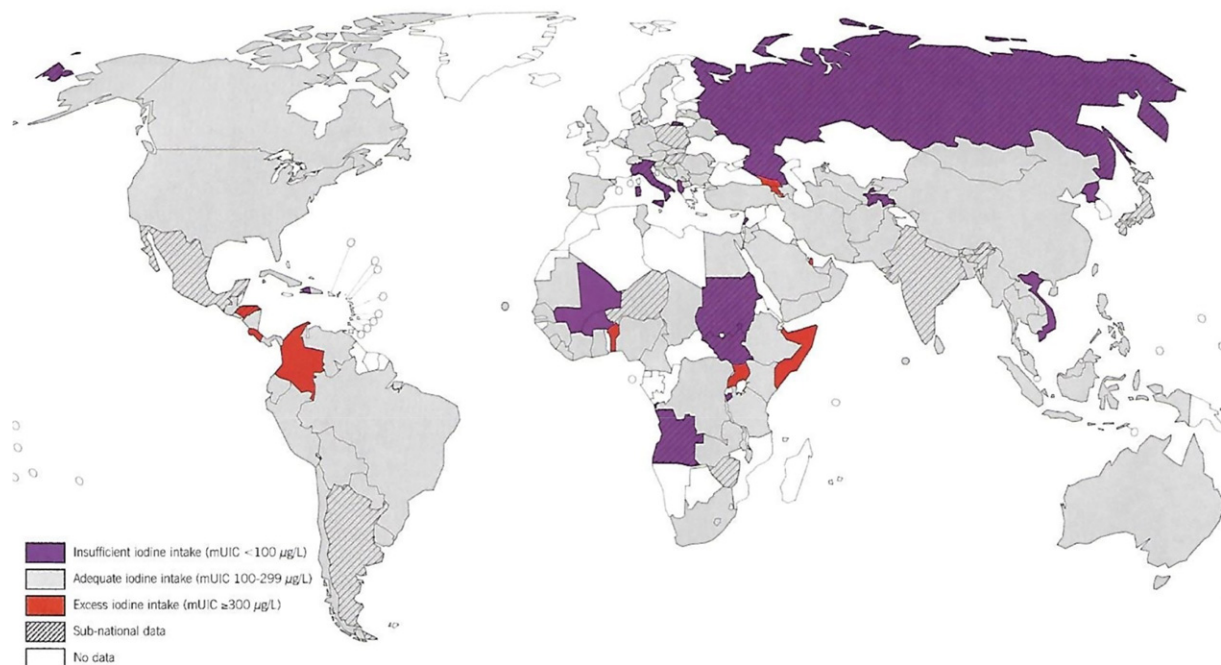 Insufficient iodine intake (mUIC <100 µg/L)
Adequate iodine intake (mUIC 100-299 µg/L)
Excess iodine intake (mUIC ≥300 µg/L)
Sub-national data
No data